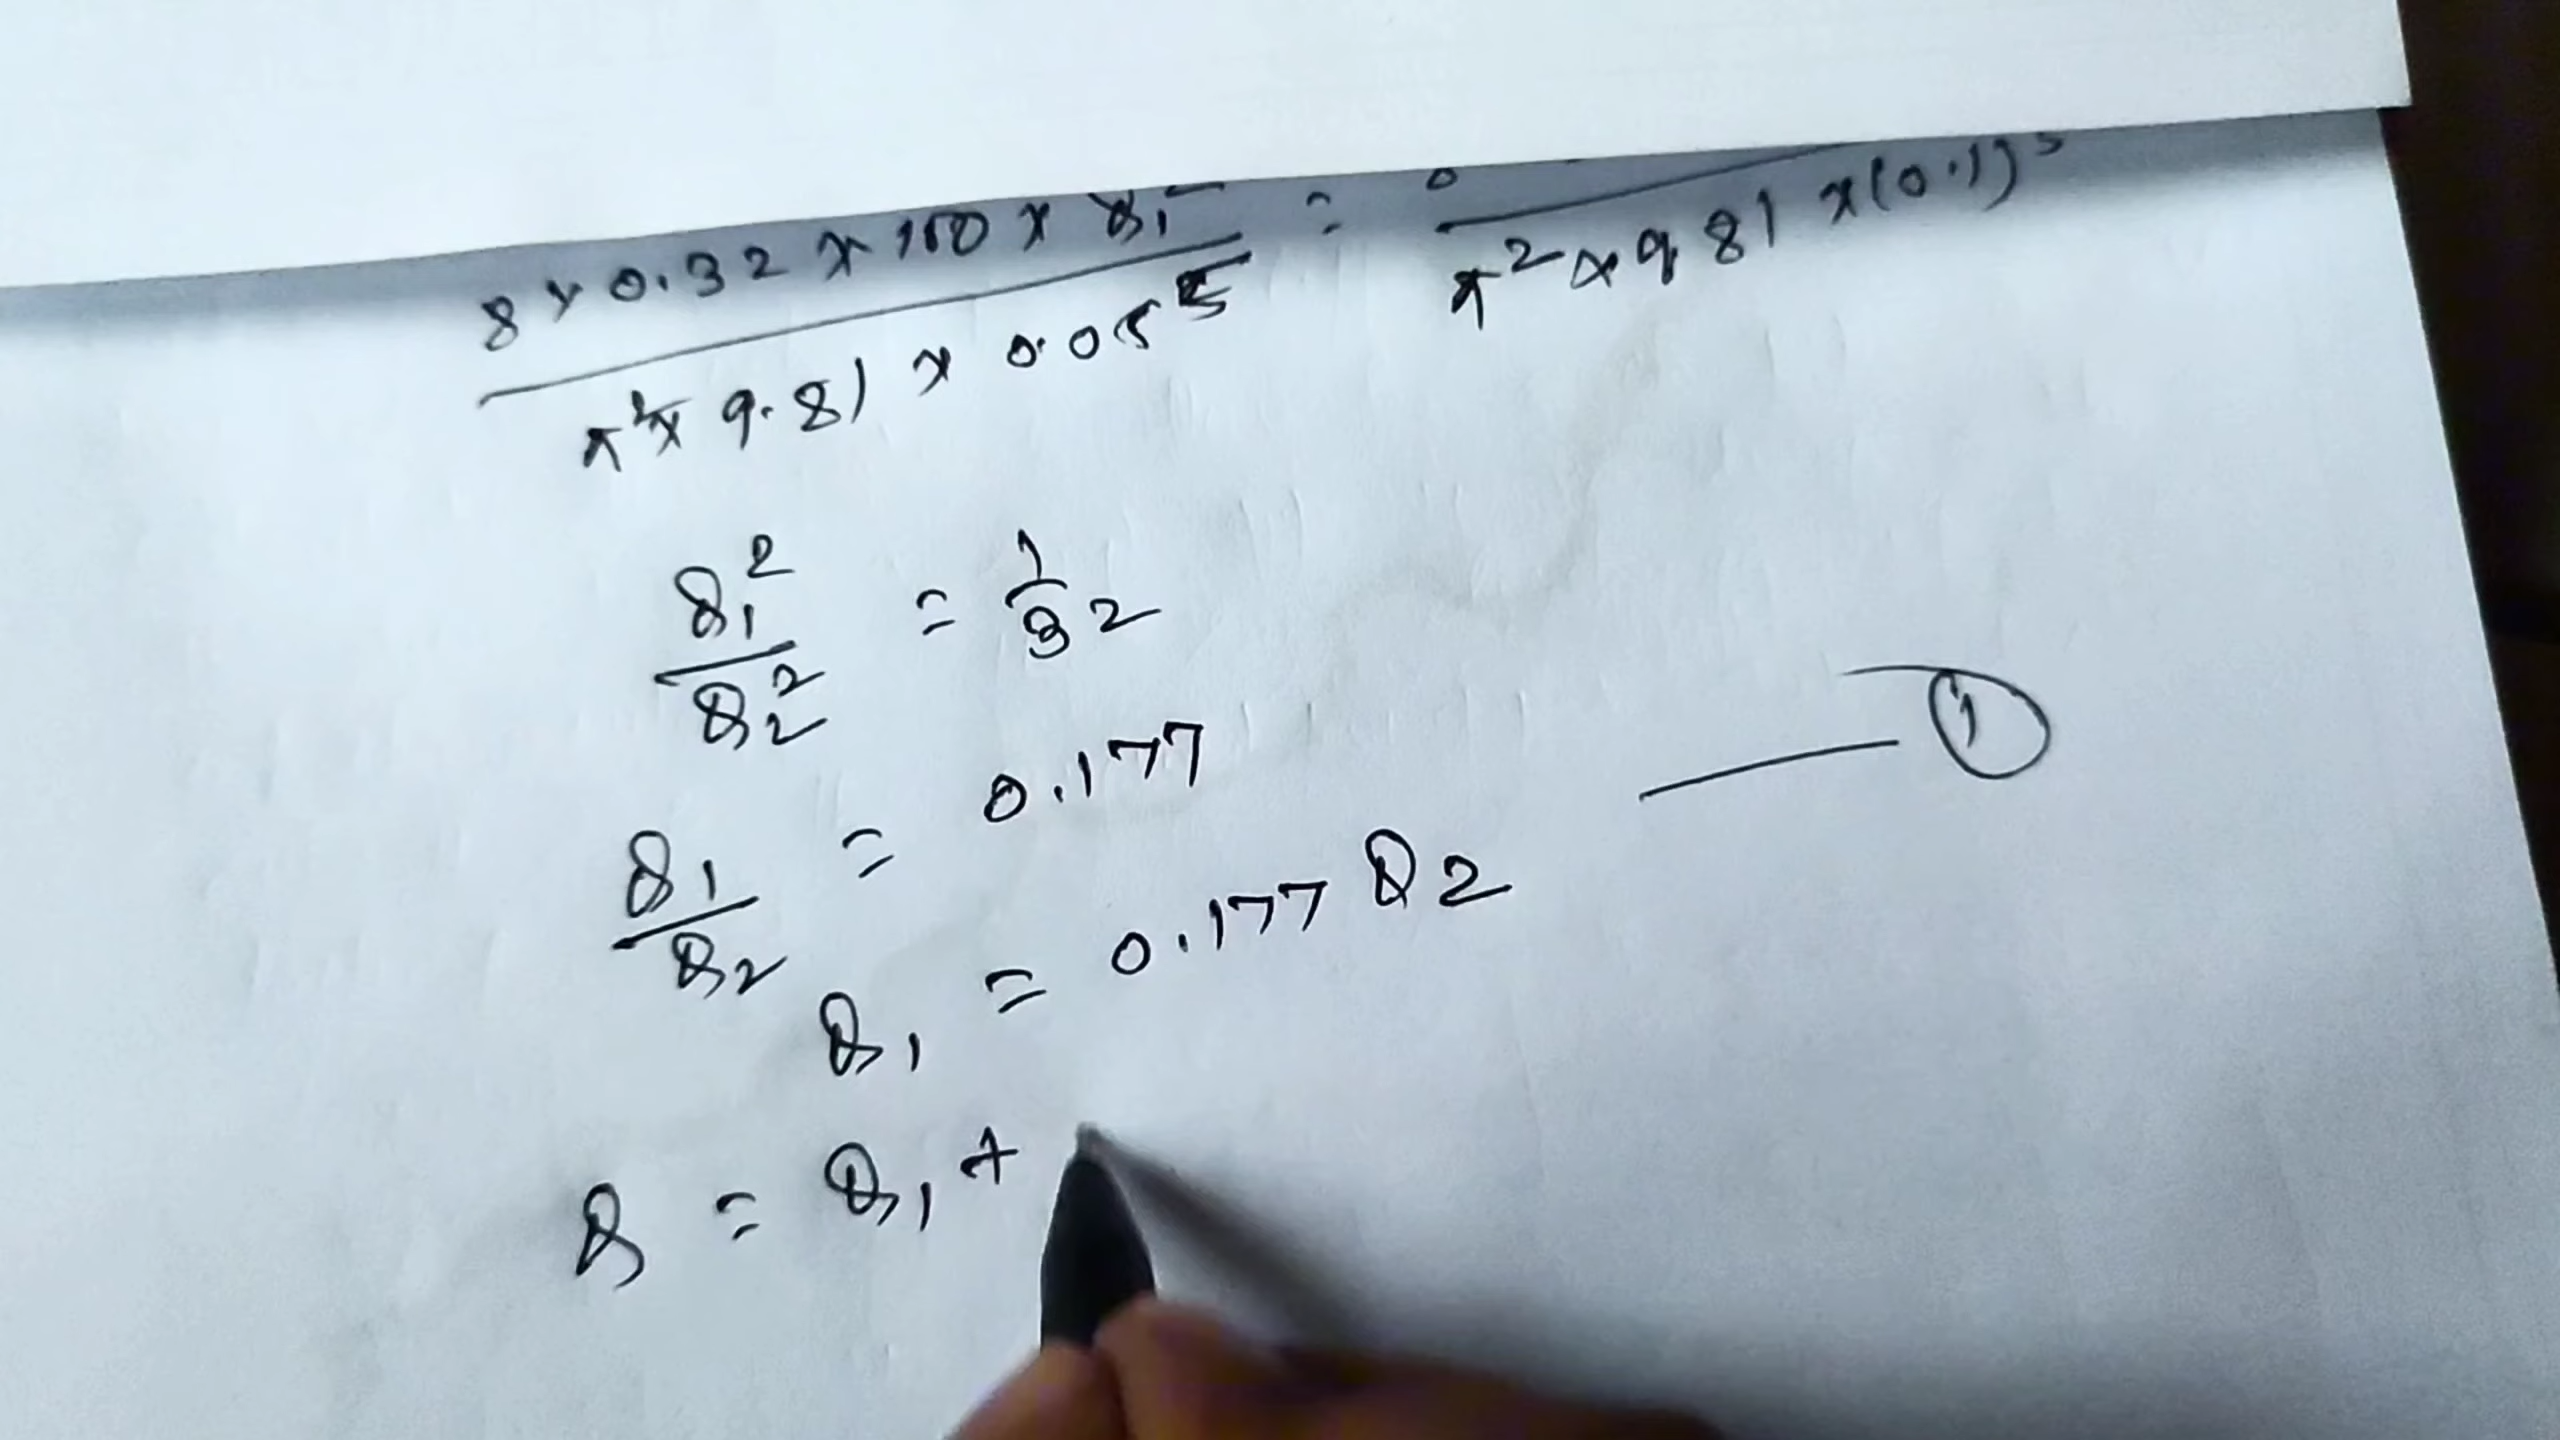 8 × 0.32 × 100 × Q₁² =
π² × 9.81 × 0.05⁵
π² × 9 81 × (0.1)⁵
Q₁² / Q₂² = 1/32
Q₁ / Q₂ = 0.177
Q₁ = 0.177 Q2 —— ①
Q = Q₁ +